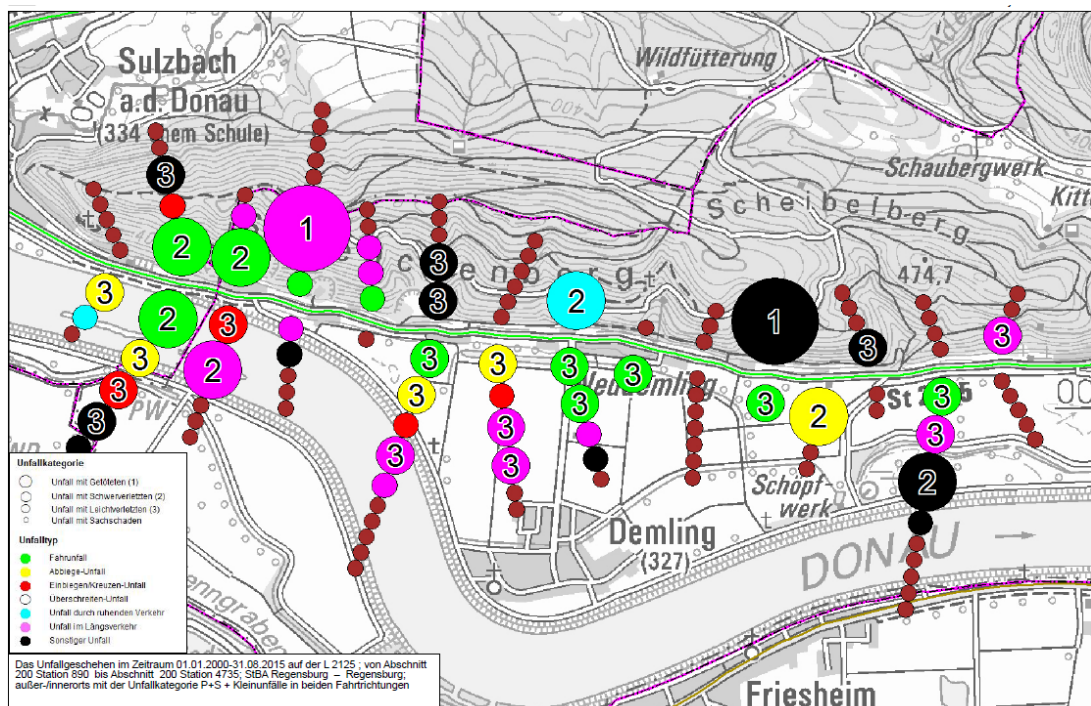 Sulzbach
a.d. Donau
(334
hem Schule)
Wildfütterung
400
Schaubergwerk
Kitt
Scheibelberg
474,7
3
2
2
1
3
3
2
1
3
3
3
2
3
3
2
3
3
3
3
3
3
3
3
3
3
3
2
3
3
2
St 2
5
PW
Schöpf-
werk
Demling
(327)
DONAU
Friesheim
Unfallkategorie
Unfall mit Getöteten (1)
Unfall mit Schwerverletzten (2)
Unfall mit Leichtverletzten (3)
Unfall mit Sachschaden
Unfalltyp
Fahrunfall
Abbiege-Unfall
Einbiegen/Kreuzen-Unfall
Überschreiten-Unfall
Unfall durch ruhenden Verkehr
Unfall im Längsverkehr
Sonstiger Unfall
Das Unfallgeschehen im Zeitraum 01.01.2000-31.08.2015 auf der L 2125 ; von Abschnitt
200 Station 890 bis Abschnitt 200 Station 4735; StBA Regensburg – Regensburg;
außer-/innerorts mit der Unfallkategorie P+S + Kleinunfälle in beiden Fahrtrichtungen